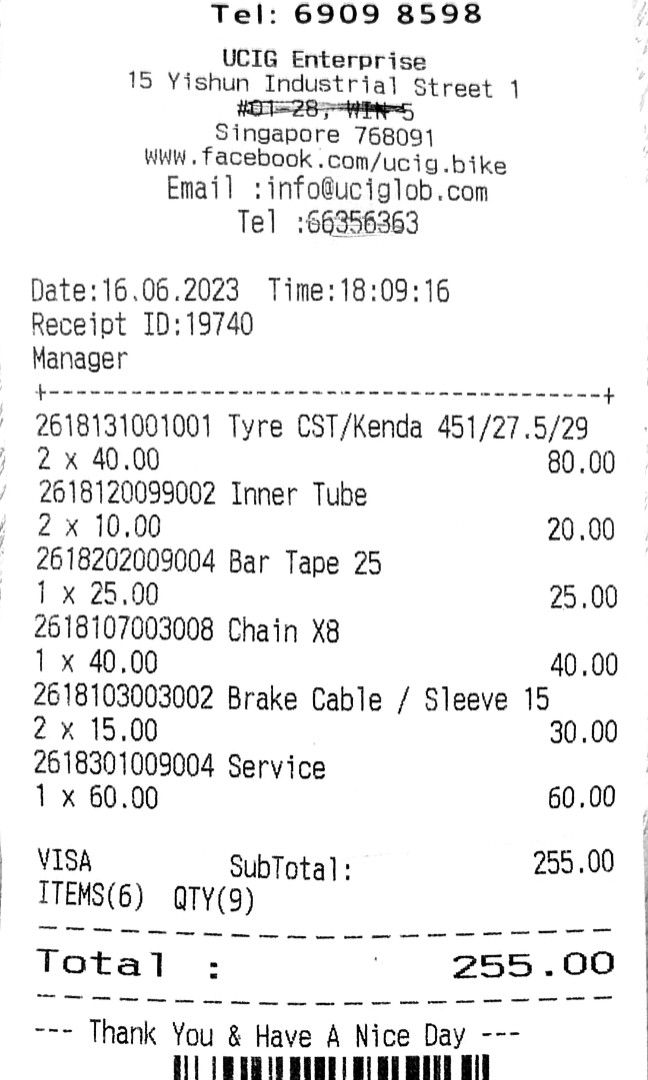 Tel: 6909 8598
UCIG Enterprise
15 Yishun Industrial Street 1
#01-28, WIN 5
Singapore 768091
www.facebook.com/ucig.bike
Email :info@uciglob.com
Tel :66356363
Date:16.06.2023 Time:18:09:16
Receipt ID:19740
Manager
+----------------------------------------+
2618131001001 Tyre CST/Kenda 451/27.5/29
2 x 40.00 80.00
2618120099002 Inner Tube
2 x 10.00 20.00
2618202009004 Bar Tape 25
1 x 25.00 25.00
2618107003008 Chain X8
1 x 40.00 40.00
2618103003002 Brake Cable / Sleeve 15
2 x 15.00 30.00
2618301009004 Service
1 x 60.00 60.00
VISA SubTotal: 255.00
ITEMS(6) QTY(9)
Total : 255.00
--- Thank You & Have A Nice Day ---